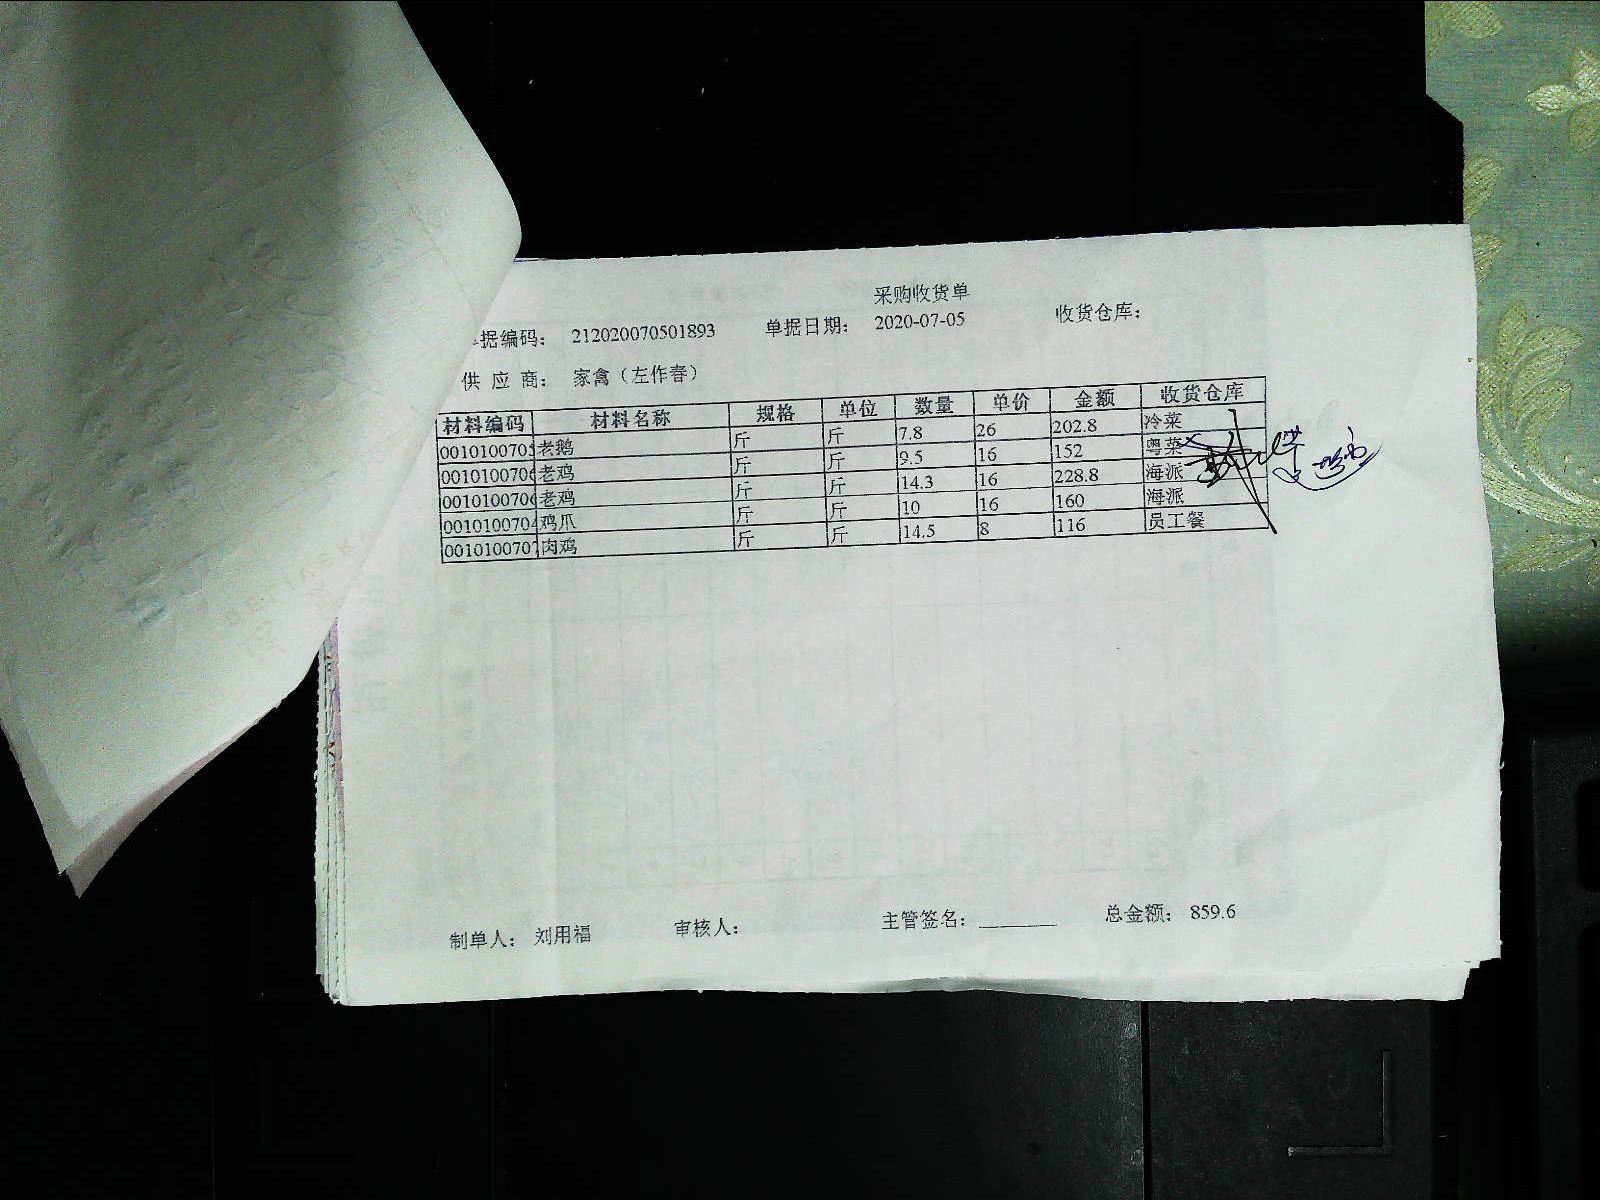 采购收货单
据编码： 212020070501893 单据日期： 2020-07-05 收货仓库：
供 应 商： 家禽（左作春）
材料编码 材料名称 规格 单位 数量 单价 金额 收货仓库
0010100705 老鹅 斤 斤 7.8 26 202.8 冷菜
0010100706 老鸡 斤 斤 9.5 16 152 粤菜
0010100706 老鸡 斤 斤 14.3 16 228.8 海派
0010100704 鸡爪 斤 斤 10 16 160 海派
0010100707 肉鸡 斤 斤 14.5 8 116 员工餐
制单人： 刘用福 审核人： 主管签名： 总金额： 859.6